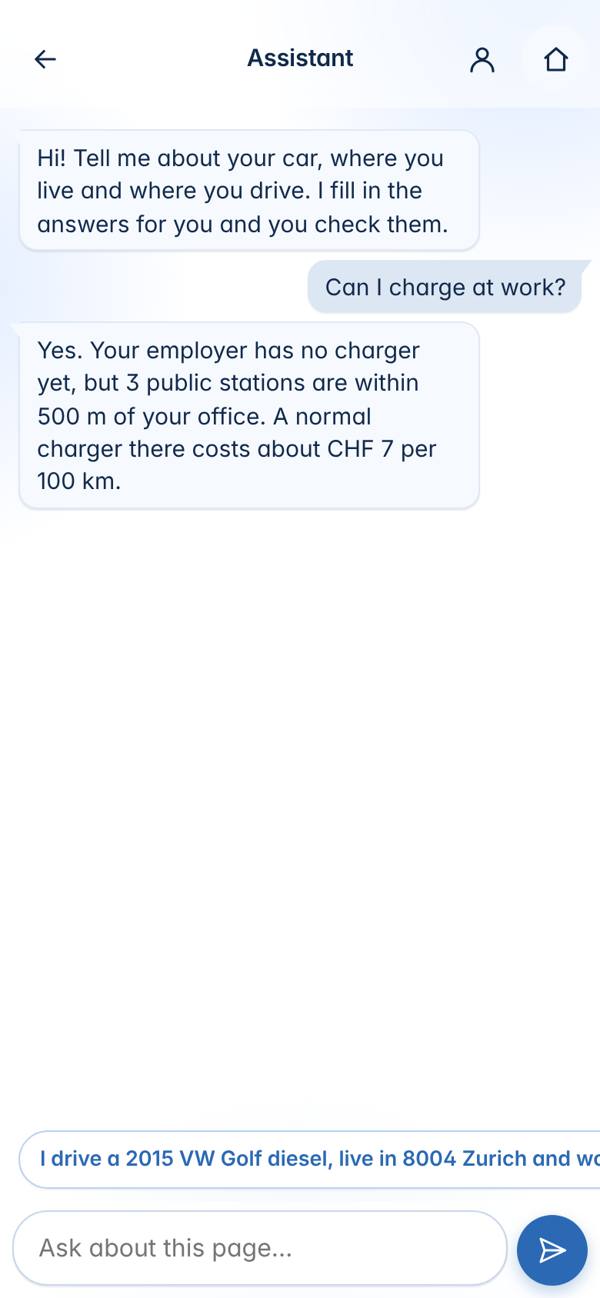 Assistant
Hi! Tell me about your car, where you
live and where you drive. I fill in the
answers for you and you check them.
Can I charge at work?
Yes. Your employer has no charger
yet, but 3 public stations are within
500 m of your office. A normal
charger there costs about CHF 7 per
100 km.
I drive a 2015 VW Golf diesel, live in 8004 Zurich and
Ask about this page...